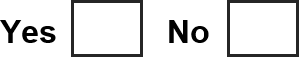 Yes No